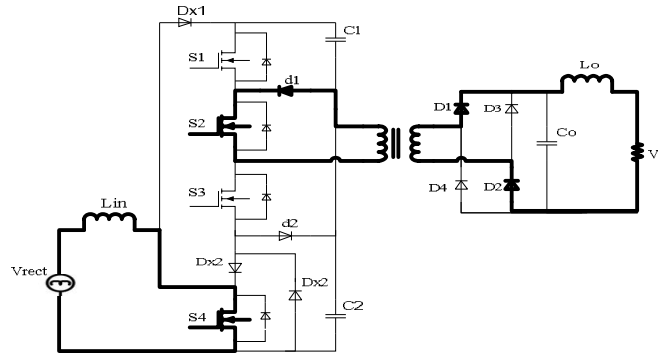 Dx1
C1
S1
d1
Lo
S2
D1
D3
Co
V
S3
D4
D2
Lin
d2
Vrect
Dx2
Dx2
C2
S4